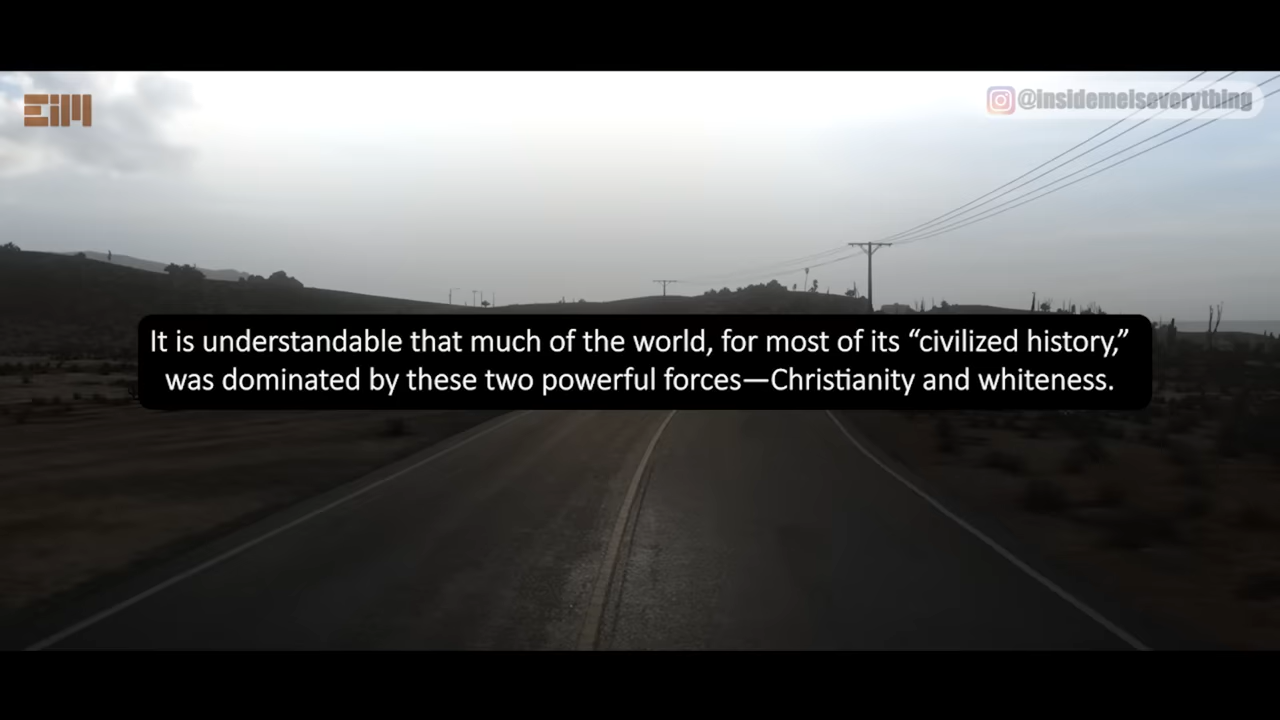 EiM
@insidemeiseverything
It is understandable that much of the world, for most of its “civilized history,”
was dominated by these two powerful forces—Christianity and whiteness.